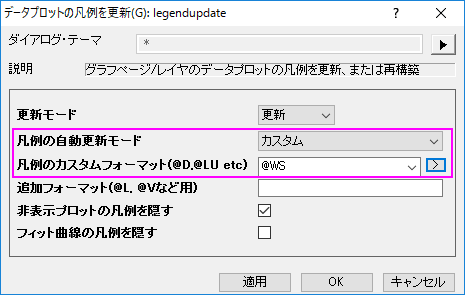 データプロットの凡例を更新(G): legendupdate
ダイアログ・テーマ *
説明 グラフページ/レイヤのデータプロットの凡例を更新、または再構築
更新モード 更新
凡例の自動更新モード カスタム
凡例のカスタムフォーマット(@D,@LU etc) @WS
追加フォーマット(@L, @Vなど用)
非表示プロットの凡例を隠す
フィット曲線の凡例を隠す
適用 OK キャンセル